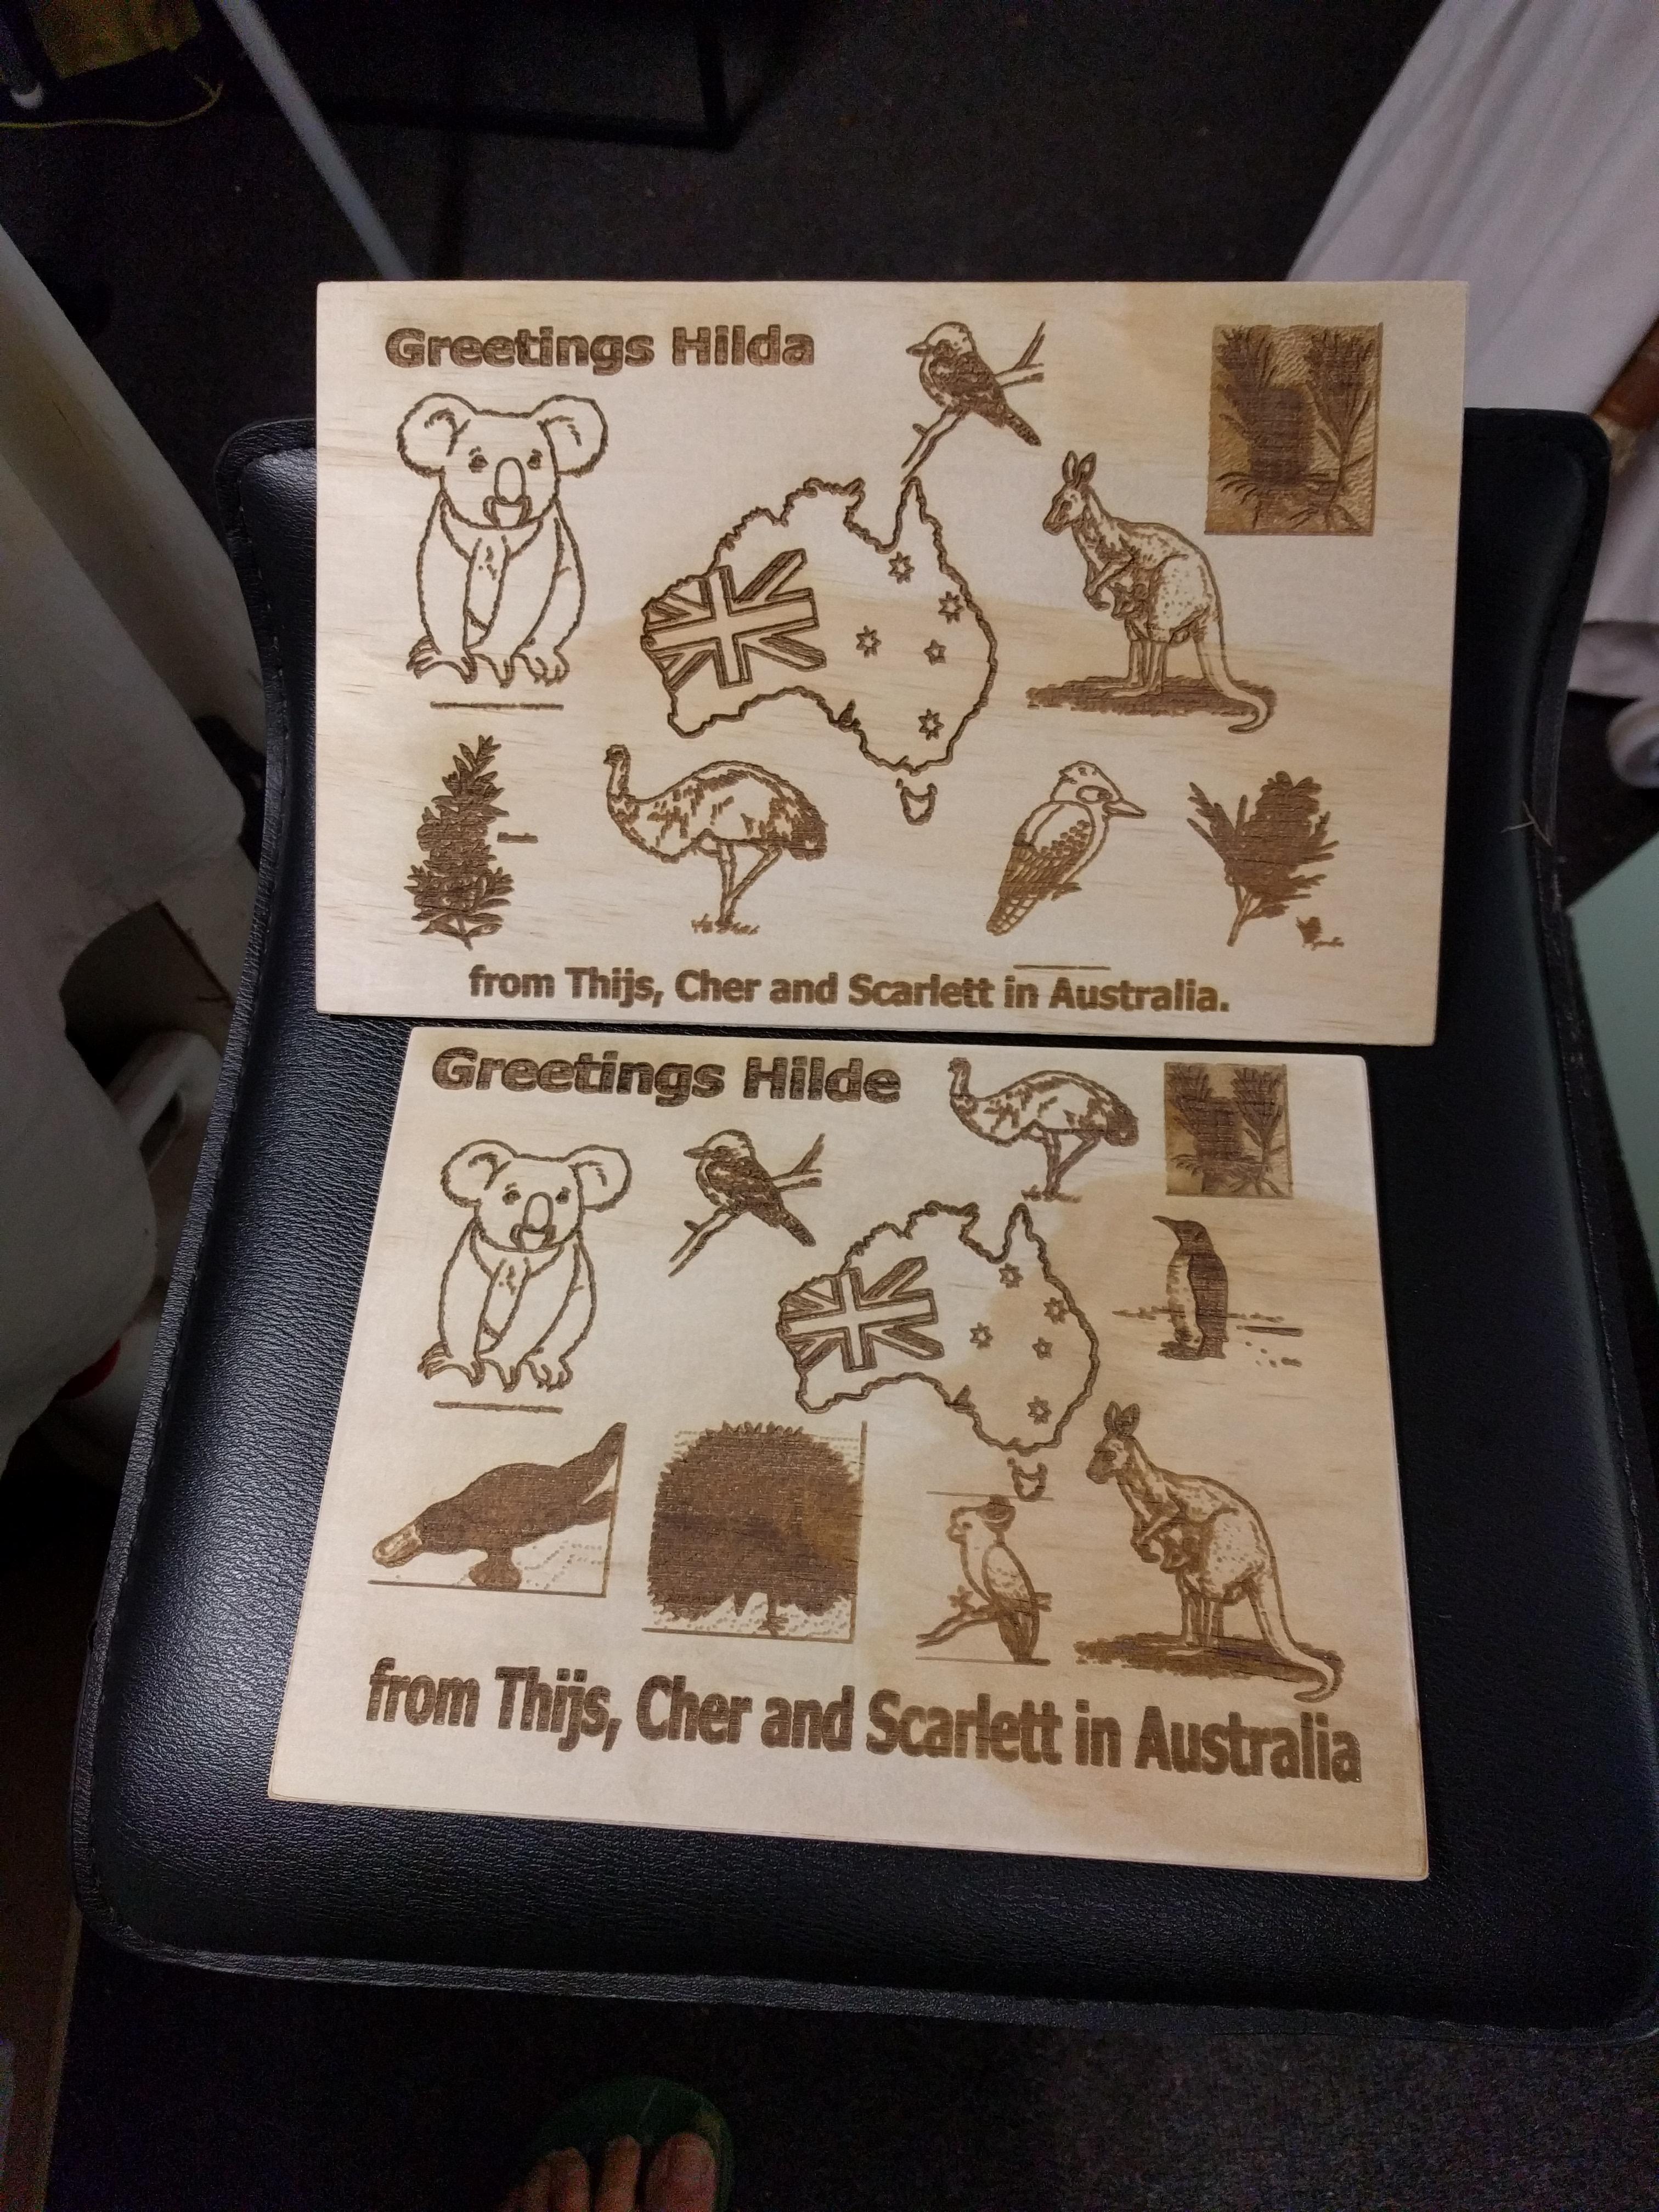 Greetings Hilda
from Thijs, Cher and Scarlett in Australia.
Greetings Hilde
from Thijs, Cher and Scarlett in Australia